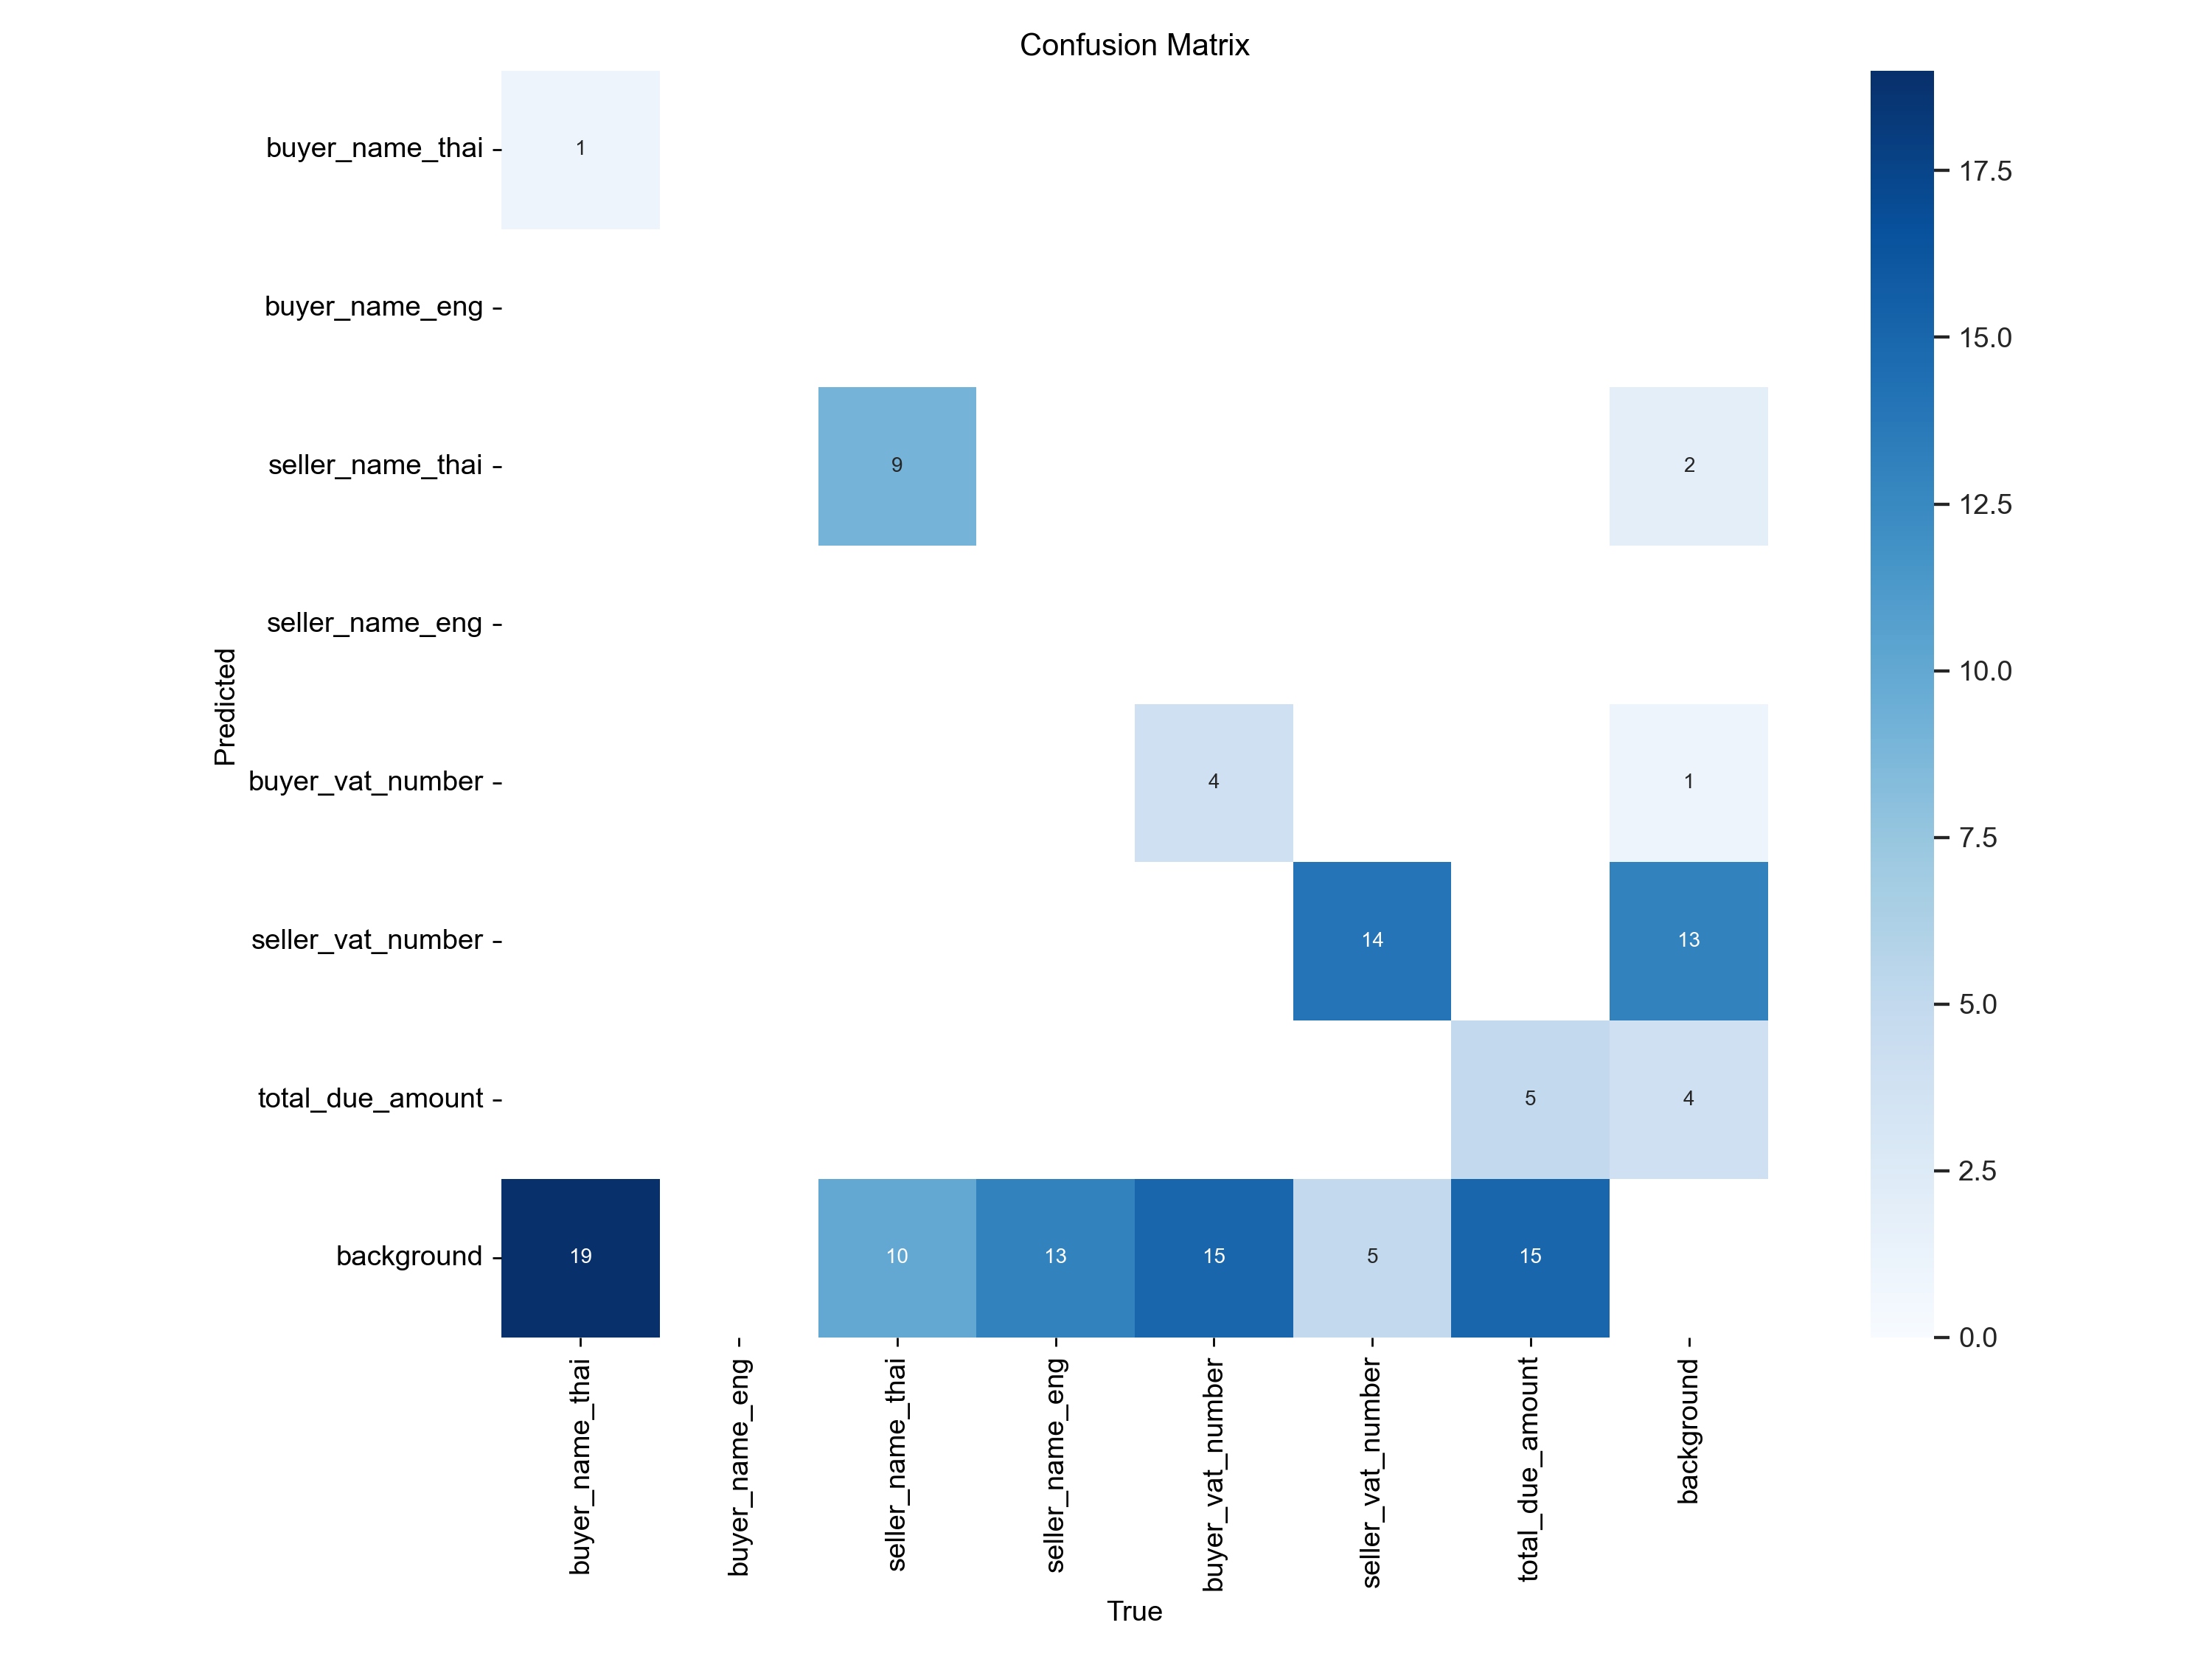 Confusion Matrix
buyer_name_thai
1
buyer_name_eng
seller_name_thai
9
2
seller_name_eng
buyer_vat_number
4
1
seller_vat_number
14
13
total_due_amount
5
4
background
19
10
13
15
5
15
Predicted
buyer_name_thai
buyer_name_eng
seller_name_thai
seller_name_eng
buyer_vat_number
seller_vat_number
total_due_amount
background
True
17.5
15.0
12.5
10.0
7.5
5.0
2.5
0.0